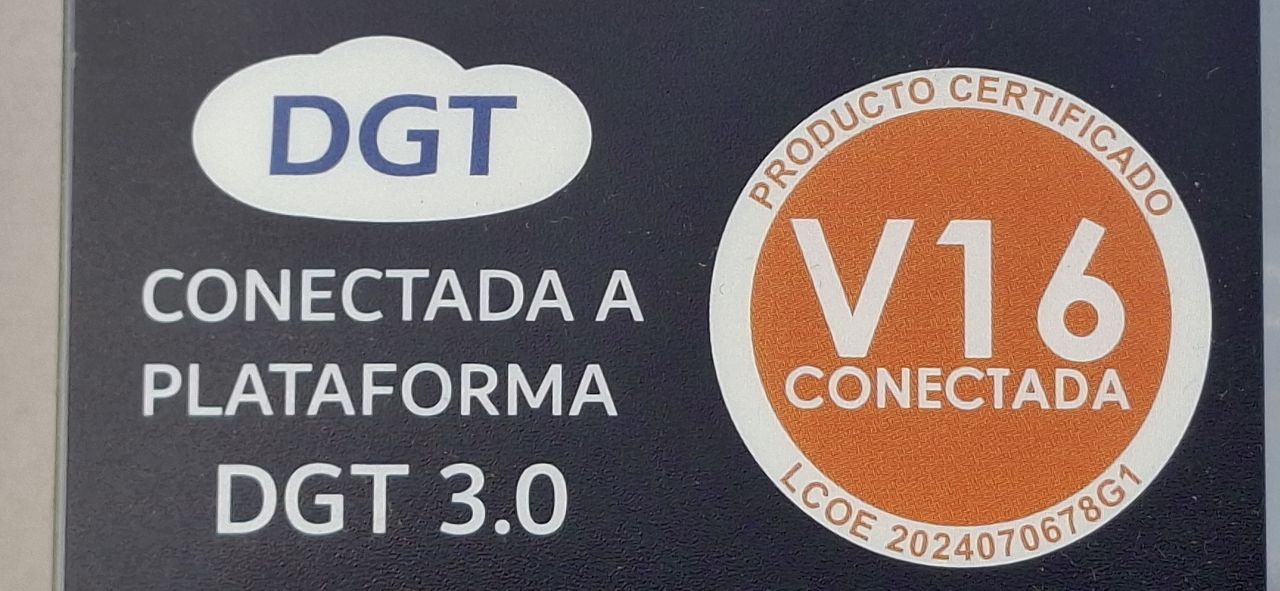 DGT
CONECTADA A
PLATAFORMA
DGT 3.0
PRODUCTO CERTIFICADO
V16
CONECTADA
LCOE 2024070678G1